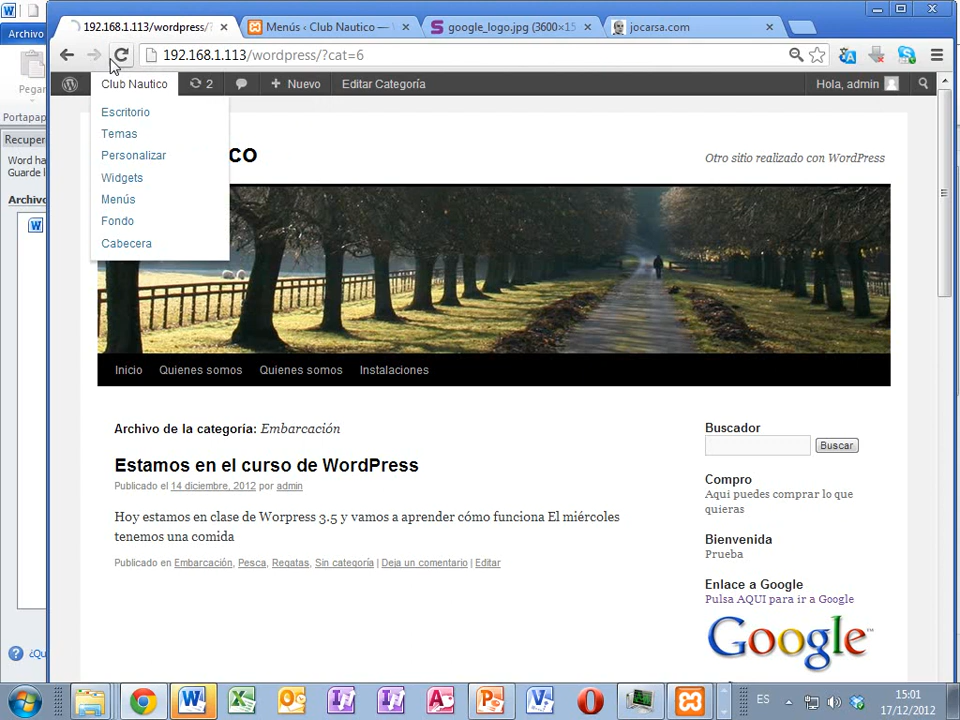 192.168.1.113/wordpress/?
Menús ‹ Club Nautico —
google_logo.jpg (3600×15
jocarsa.com
Archivo
192.168.1.113/wordpress/?cat=6
Pegar
Club Nautico
2
Nuevo
Editar Categoría
Hola, admin
Portapap
Escritorio
Temas
Personalizar
Widgets
Menús
Fondo
Cabecera
Recuper
Word ha
Guarde l
Archivo
co
Otro sitio realizado con WordPress
Inicio
Quienes somos
Quienes somos
Instalaciones
Archivo de la categoría: Embarcación
Estamos en el curso de WordPress
Publicado el 14 diciembre, 2012 por admin
Hoy estamos en clase de Worpress 3.5 y vamos a aprender cómo funciona El miércoles
tenemos una comida
Publicado en Embarcación, Pesca, Regatas, Sin categoría | Deja un comentario | Editar
Buscador
Buscar
Compro
Aqui puedes comprar lo que
quieras
Bienvenida
Prueba
Enlace a Google
Pulsa AQUI para ir a Google
Google™
¿Qu
ES
15:01
17/12/2012